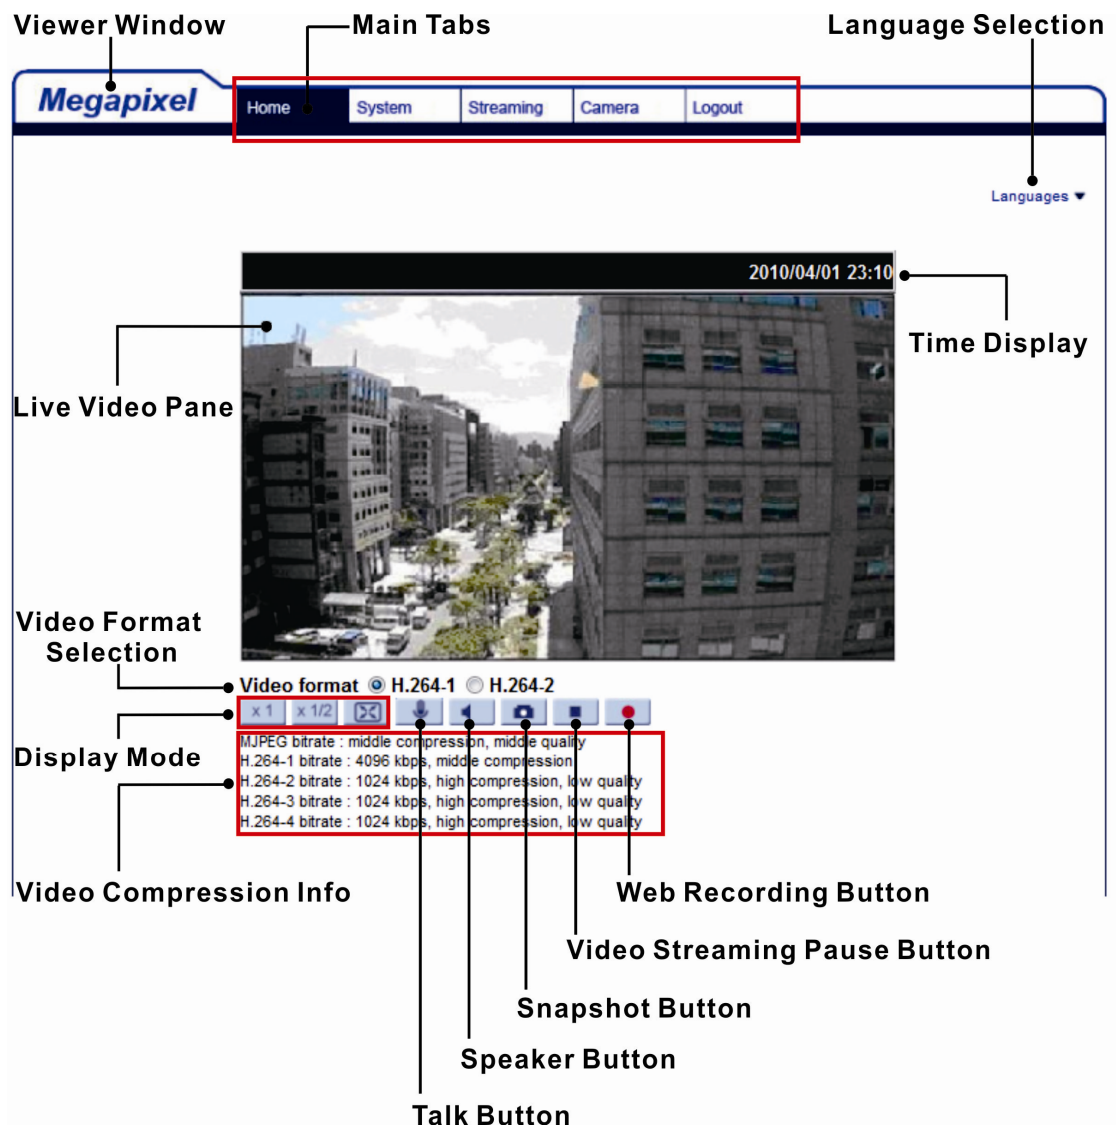 Viewer Window
Main Tabs
Language Selection
Megapixel
Home
System
Streaming
Camera
Logout
Languages
2010/04/01 23:10
Time Display
Live Video Pane
Video Format
Selection
Video format H.264-1 H.264-2
x 1
x 1/2
Display Mode
MJPEG bitrate : middle compression, middle quality
H.264-1 bitrate : 4096 kbps, middle compression
H.264-2 bitrate : 1024 kbps, high compression, low quality
H.264-3 bitrate : 1024 kbps, high compression, low quality
H.264-4 bitrate : 1024 kbps, high compression, low quality
Video Compression Info
Web Recording Button
Video Streaming Pause Button
Snapshot Button
Speaker Button
Talk Button